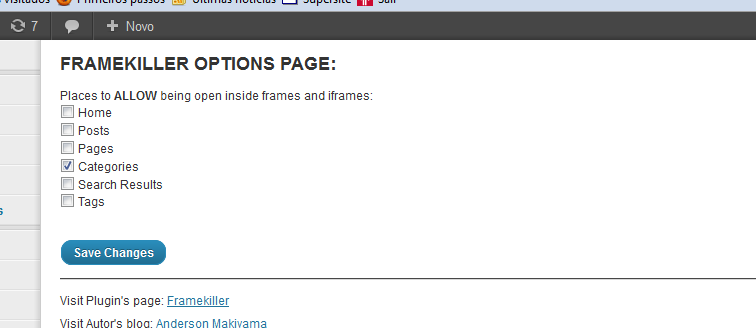 visitados Primeiros passos Últimas notícias Supersite Sair
7 Novo
FRAMEKILLER OPTIONS PAGE:
Places to ALLOW being open inside frames and iframes:
Home
Posts
Pages
Categories
Search Results
Tags
s
Save Changes
Visit Plugin's page: Framekiller
Visit Autor's blog: Anderson Makiyama